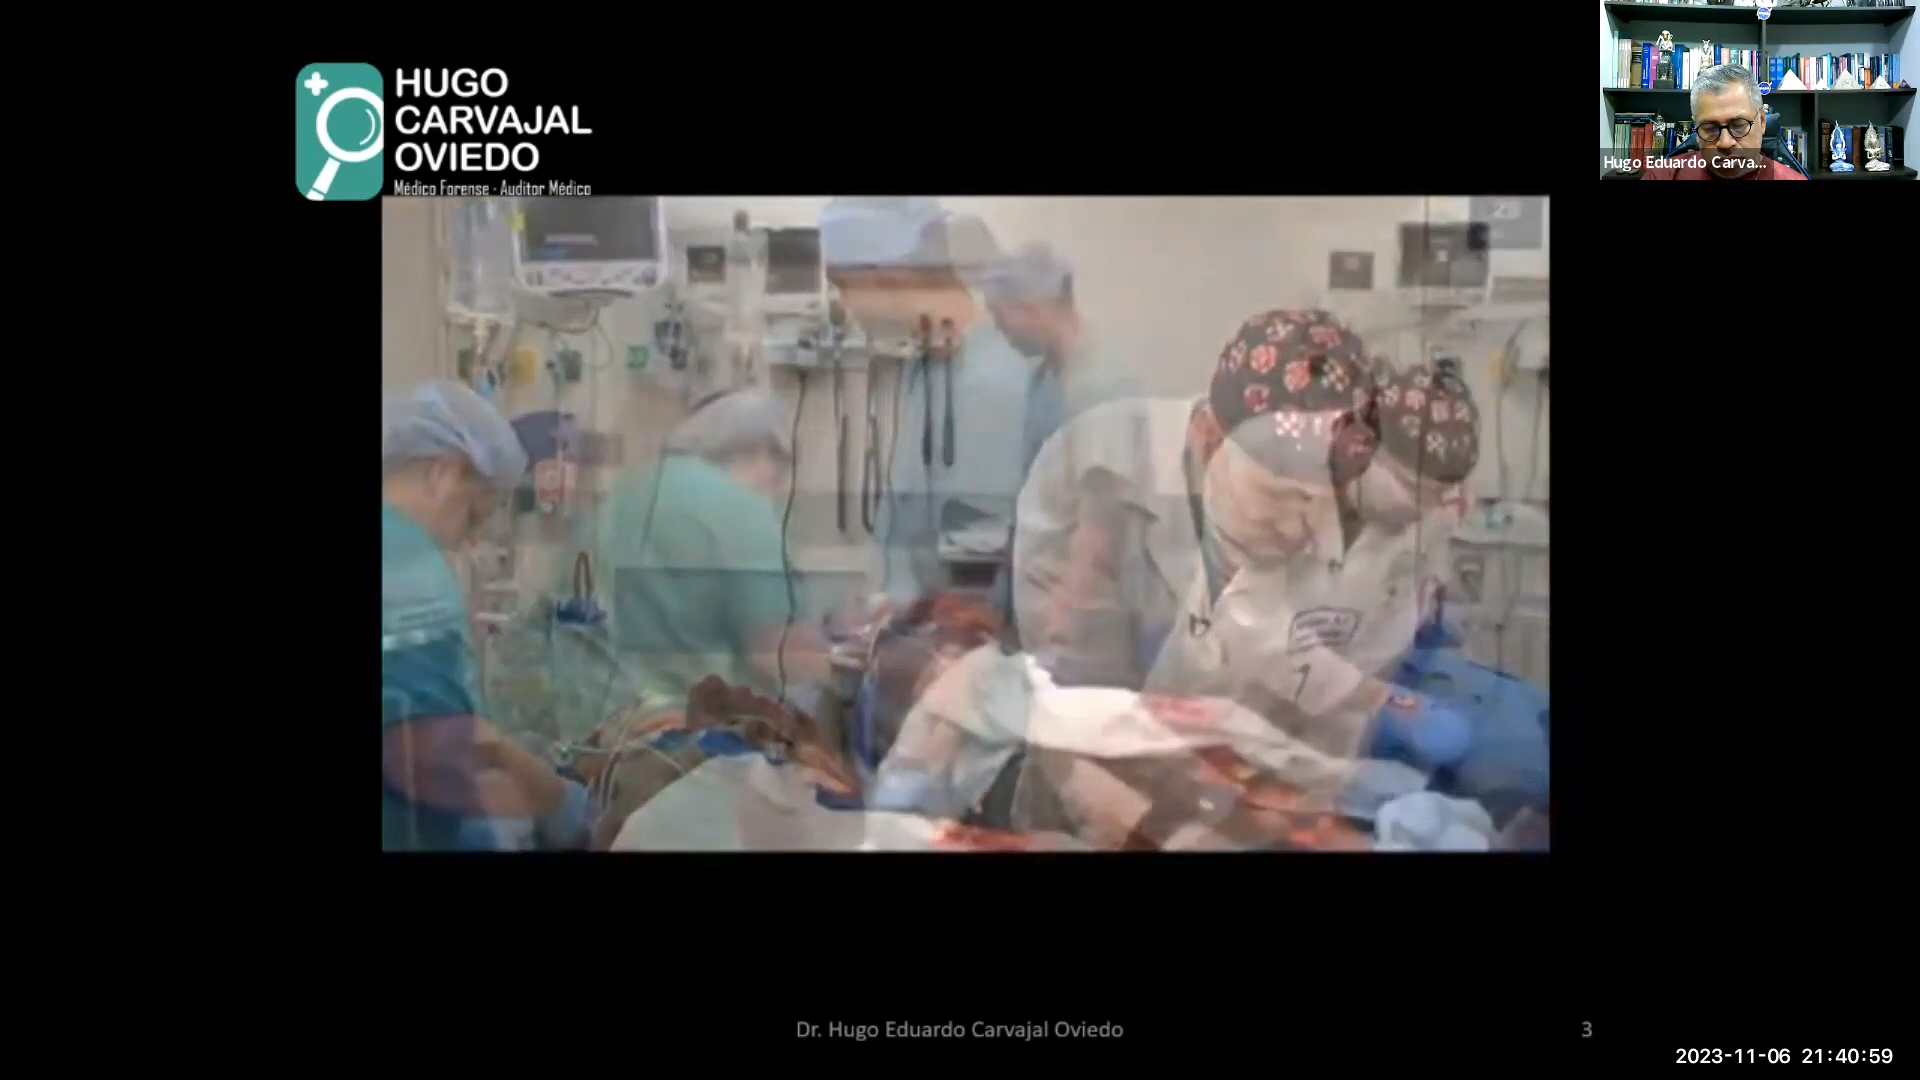 HUGO
CARVAJAL
OVIEDO
Médico Forense - Auditor Médico
Hugo Eduardo Carva...
Dr. Hugo Eduardo Carvajal Oviedo
3
2023-11-06 21:40:59